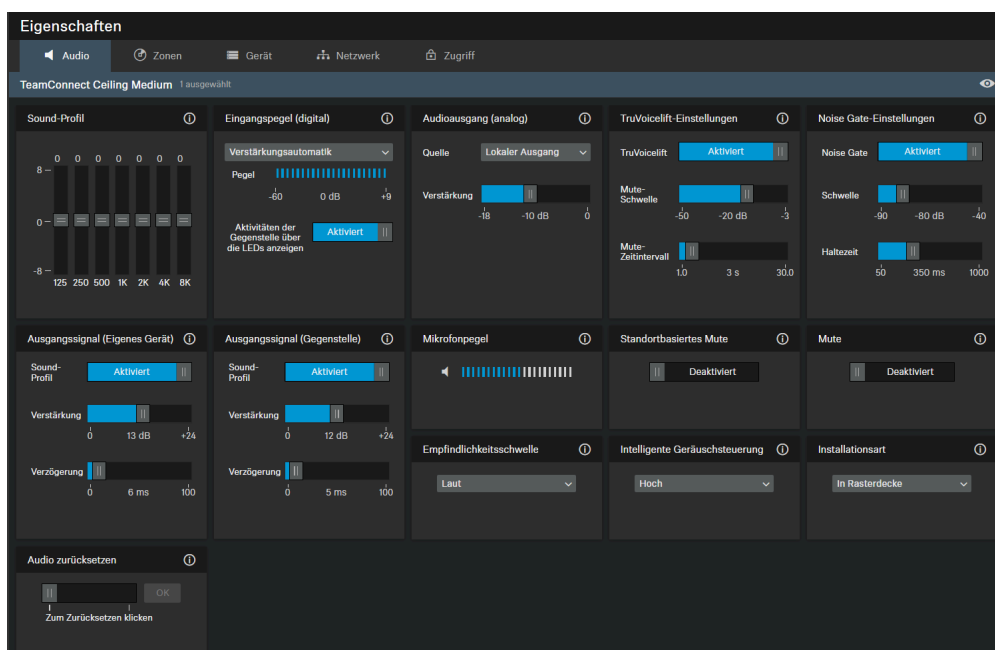 Eigenschaften
Audio Zonen Gerät Netzwerk Zugriff
TeamConnect Ceiling Medium 1 ausgewählt
Sound-Profil
0 0 0 0 0 0 0
8
0
-8
125 250 500 1K 2K 4K 8K
Eingangspegel (digital)
Verstärkungsautomatik
Pegel
-60 0 dB +9
Aktivitäten der
Gegenstelle über
die LEDs anzeigen
Aktiviert
Audioausgang (analog)
Quelle Lokaler Ausgang
Verstärkung
-18 -10 dB 0
TruVoicelift-Einstellungen
TruVoicelift Aktiviert
Mute-
Schwelle
-50 -20 dB -3
Mute-
Zeitintervall
1.0 3 s 30.0
Noise Gate-Einstellungen
Noise Gate Aktiviert
Schwelle
-90 -80 dB -40
Haltezeit
50 350 ms 1000
Ausgangssignal (Eigenes Gerät)
Sound-
Profil
Aktiviert
Verstärkung
0 13 dB +24
Verzögerung
0 6 ms 100
Ausgangssignal (Gegenstelle)
Sound-
Profil
Aktiviert
Verstärkung
0 12 dB +24
Verzögerung
0 5 ms 100
Mikrofonpegel
Standortbasiertes Mute
Deaktiviert
Mute
Deaktiviert
Empfindlichkeitsschwelle
Laut
Intelligente Geräuschsteuerung
Hoch
Installationsart
In Rasterdecke
Audio zurücksetzen
OK
Zum Zurücksetzen klicken